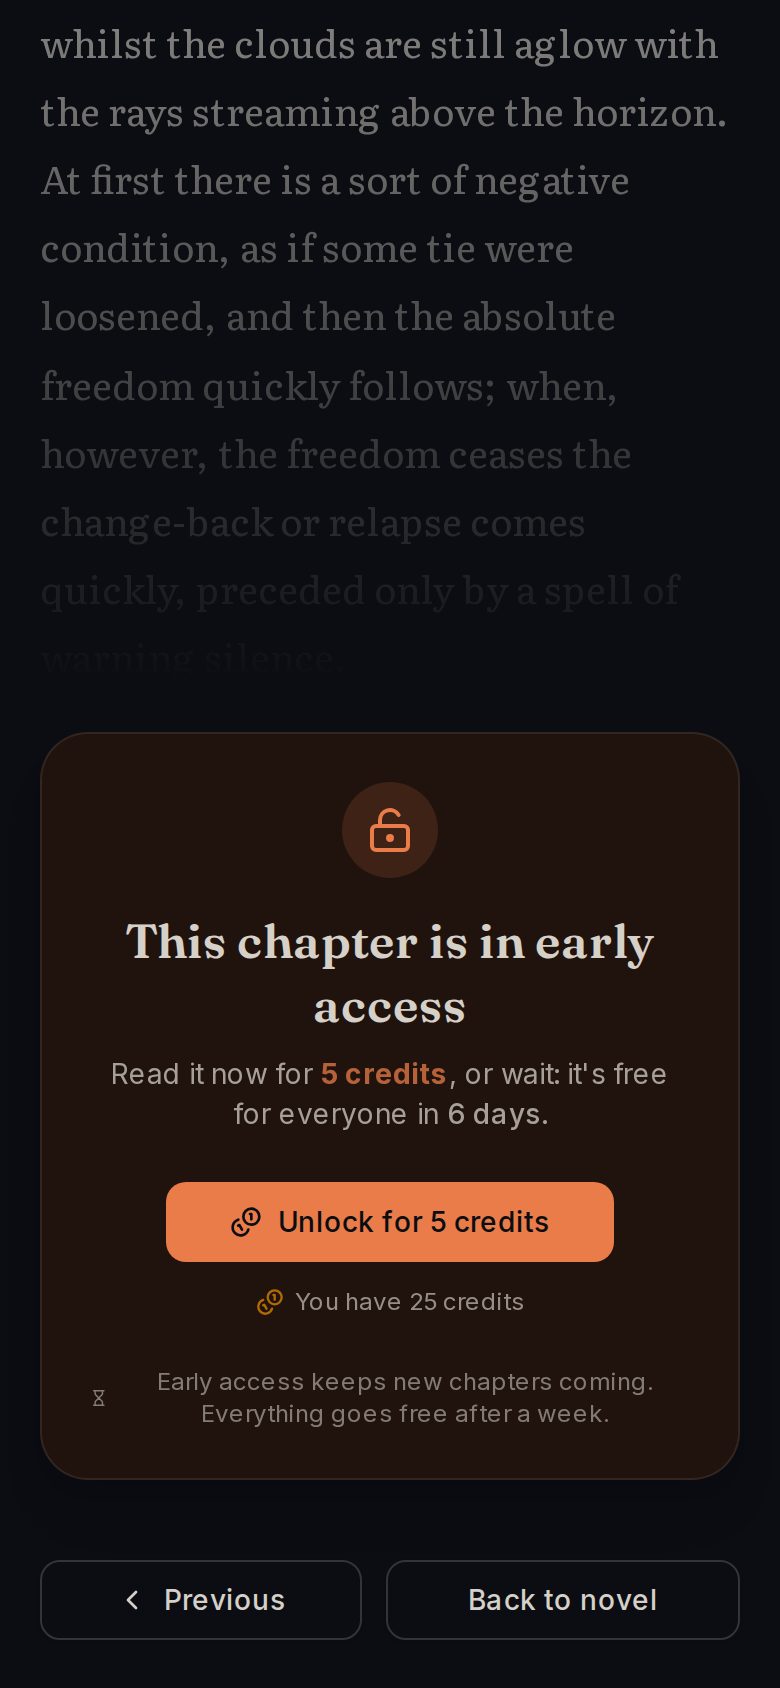 whilst the clouds are still aglow with
the rays streaming above the horizon.
At first there is a sort of negative
condition, as if some tie were
loosened, and then the absolute
freedom quickly follows; when,
however, the freedom ceases the
change-back or relapse comes
quickly, preceded only by a spell of
warning silence.
This chapter is in early
access
Read it now for 5 credits, or wait: it's free
for everyone in 6 days.
Unlock for 5 credits
You have 25 credits
Early access keeps new chapters coming.
Everything goes free after a week.
Previous
Back to novel